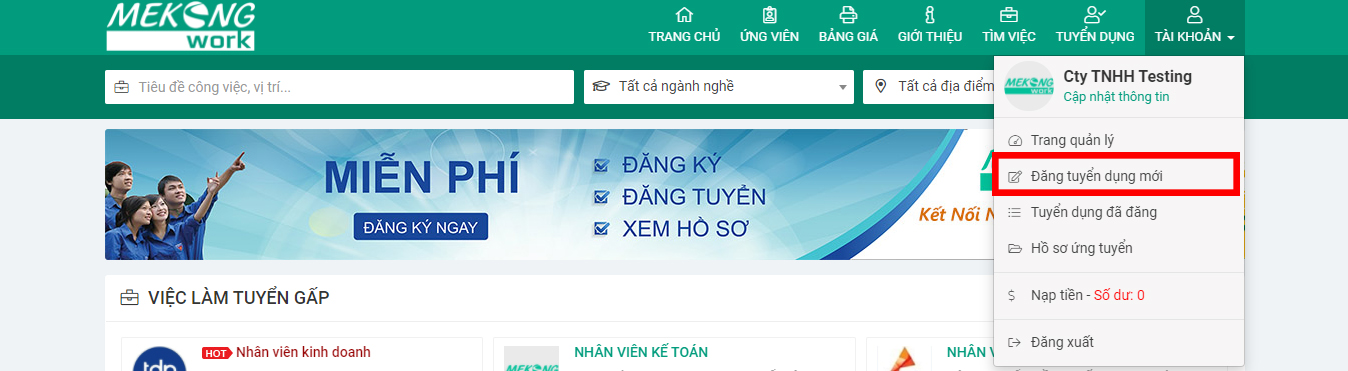 MEKONG
work
TRANG CHỦ
ỨNG VIÊN
BẢNG GIÁ
GIỚI THIỆU
TÌM VIỆC
TUYỂN DỤNG
TÀI KHOẢN
Tiêu đề công việc, vị trí...
Tất cả ngành nghề
Tất cả địa điểm
Cty TNHH Testing
Cập nhật thông tin
Trang quản lý
Đăng tuyển dụng mới
Tuyển dụng đã đăng
Hồ sơ ứng tuyển
Nạp tiền - Số dư: 0
Đăng xuất
MIỄN PHÍ
ĐĂNG KÝ NGAY
ĐĂNG KÝ
ĐĂNG TUYỂN
XEM HỒ SƠ
Kết Nối N
VIỆC LÀM TUYỂN GẤP
tdp
HOT Nhân viên kinh doanh
MEKONG
NHÂN VIÊN KẾ TOÁN
NHÂN V